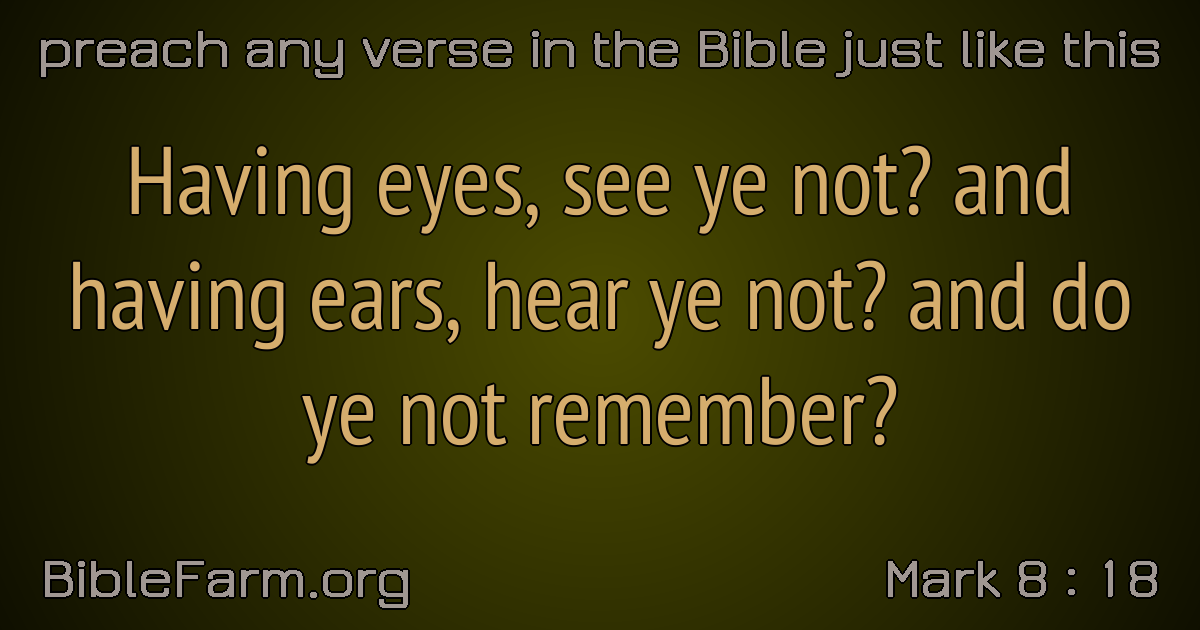 preach any verse in the Bible just like this
Having eyes, see ye not? and
having ears, hear ye not? and do
ye not remember?
BibleFarm.org
Mark 8 : 18